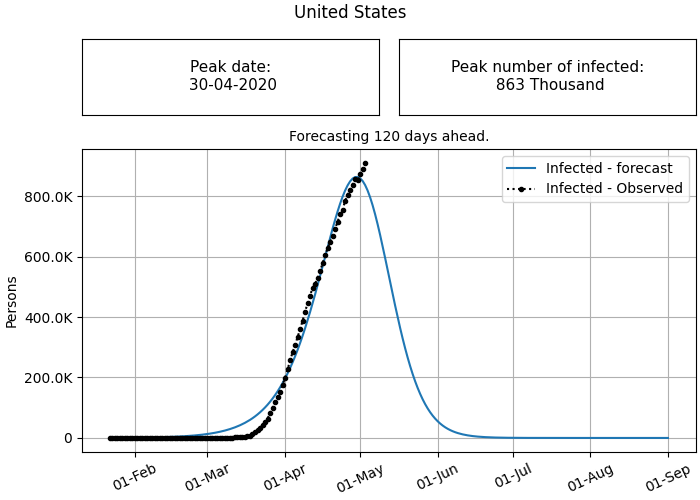 United States
Peak date:
30-04-2020
Peak number of infected:
863 Thousand
Forecasting 120 days ahead.
Infected - forecast
Infected - Observed
Persons
800.0K
600.0K
400.0K
200.0K
0
01-Feb
01-Mar
01-Apr
01-May
01-Jun
01-Jul
01-Aug
01-Sep